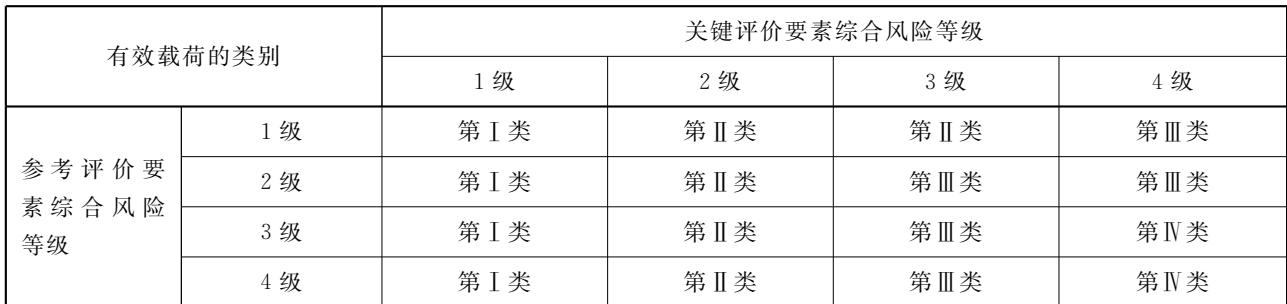 有效载荷的类别 关键评价要素综合风险等级
1级 2级 3级 4级
参考评价要素综合风险等级
1级 第Ⅰ类 第Ⅱ类 第Ⅱ类 第Ⅲ类
2级 第Ⅰ类 第Ⅱ类 第Ⅲ类 第Ⅲ类
3级 第Ⅰ类 第Ⅱ类 第Ⅲ类 第Ⅳ类
4级 第Ⅰ类 第Ⅱ类 第Ⅲ类 第Ⅳ类